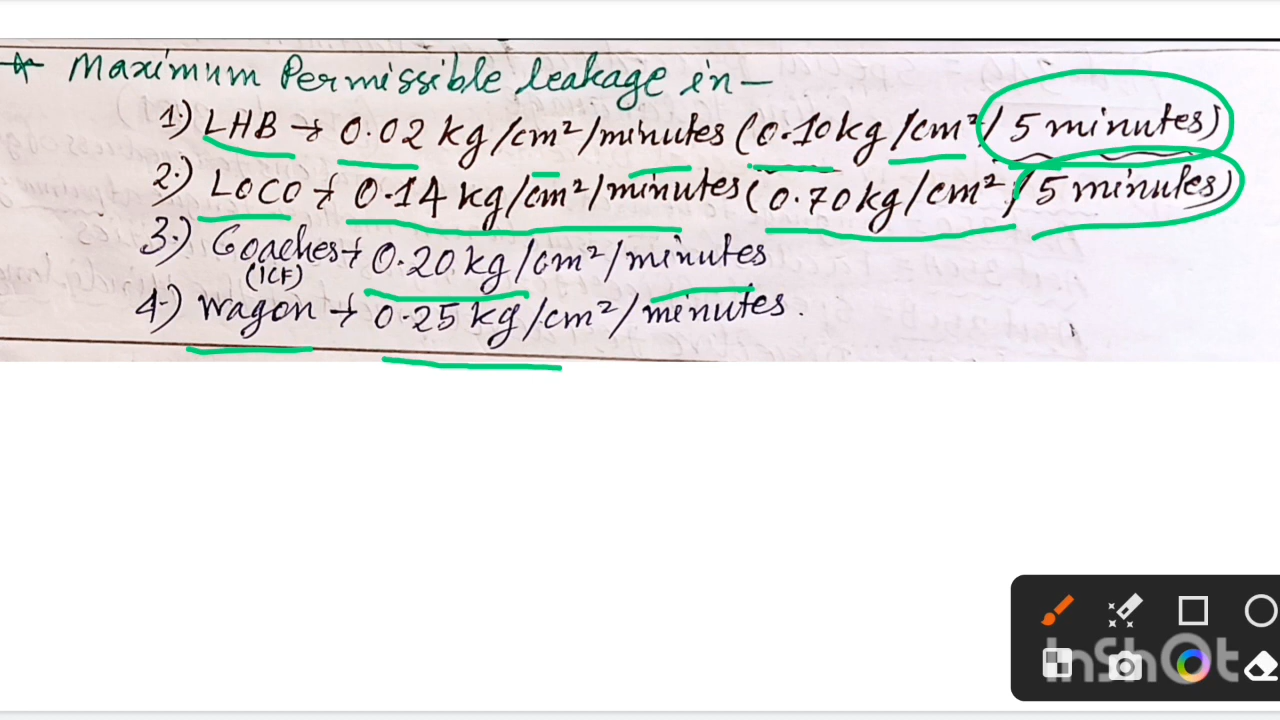 * Maximum Permissible leakage in —
1.) LHB → 0.02 kg/cm²/minutes (0.10 kg/cm²/5 minutes)
2.) LOCO → 0.14 kg/cm²/minutes (0.70 kg/cm²/5 minutes)
3.) Coaches → 0.20 kg/cm²/minutes
(ICF)
4.) Wagon → 0.25 kg/cm²/minutes.
InShOt